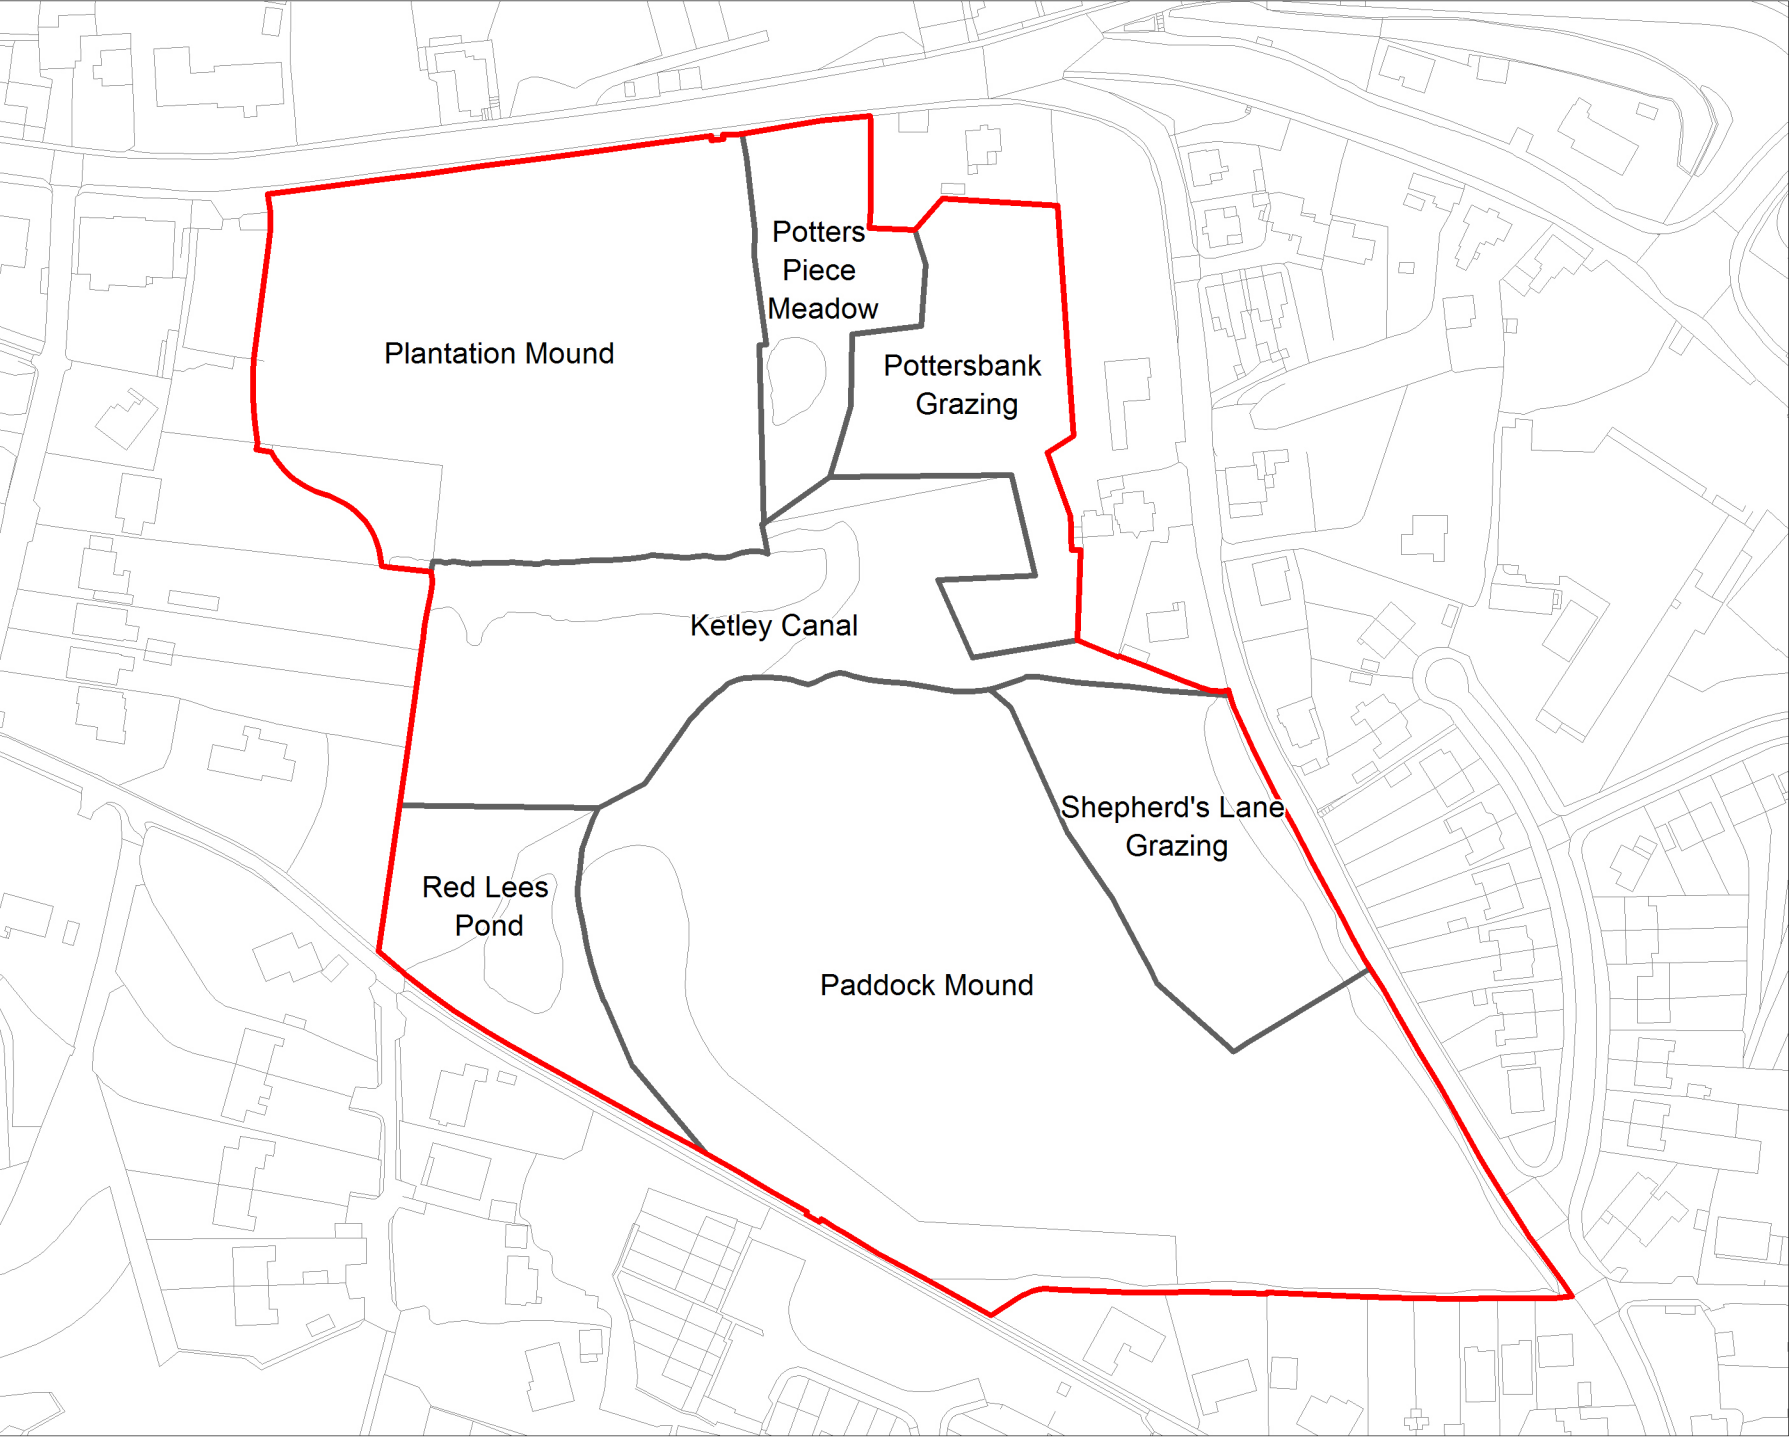 Potters
Piece
Meadow
Plantation Mound
Pottersbank
Grazing
Ketley Canal
Shepherd's Lane
Grazing
Red Lees
Pond
Paddock Mound